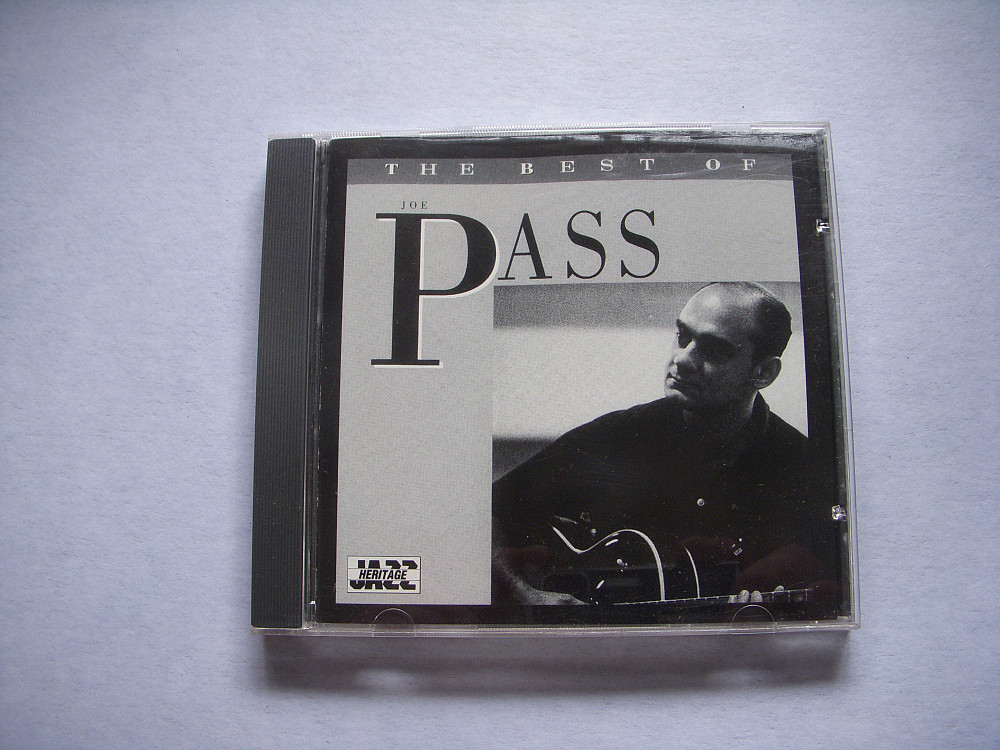 THE BEST OF
JOE
PASS
JAZZ
HERITAGE